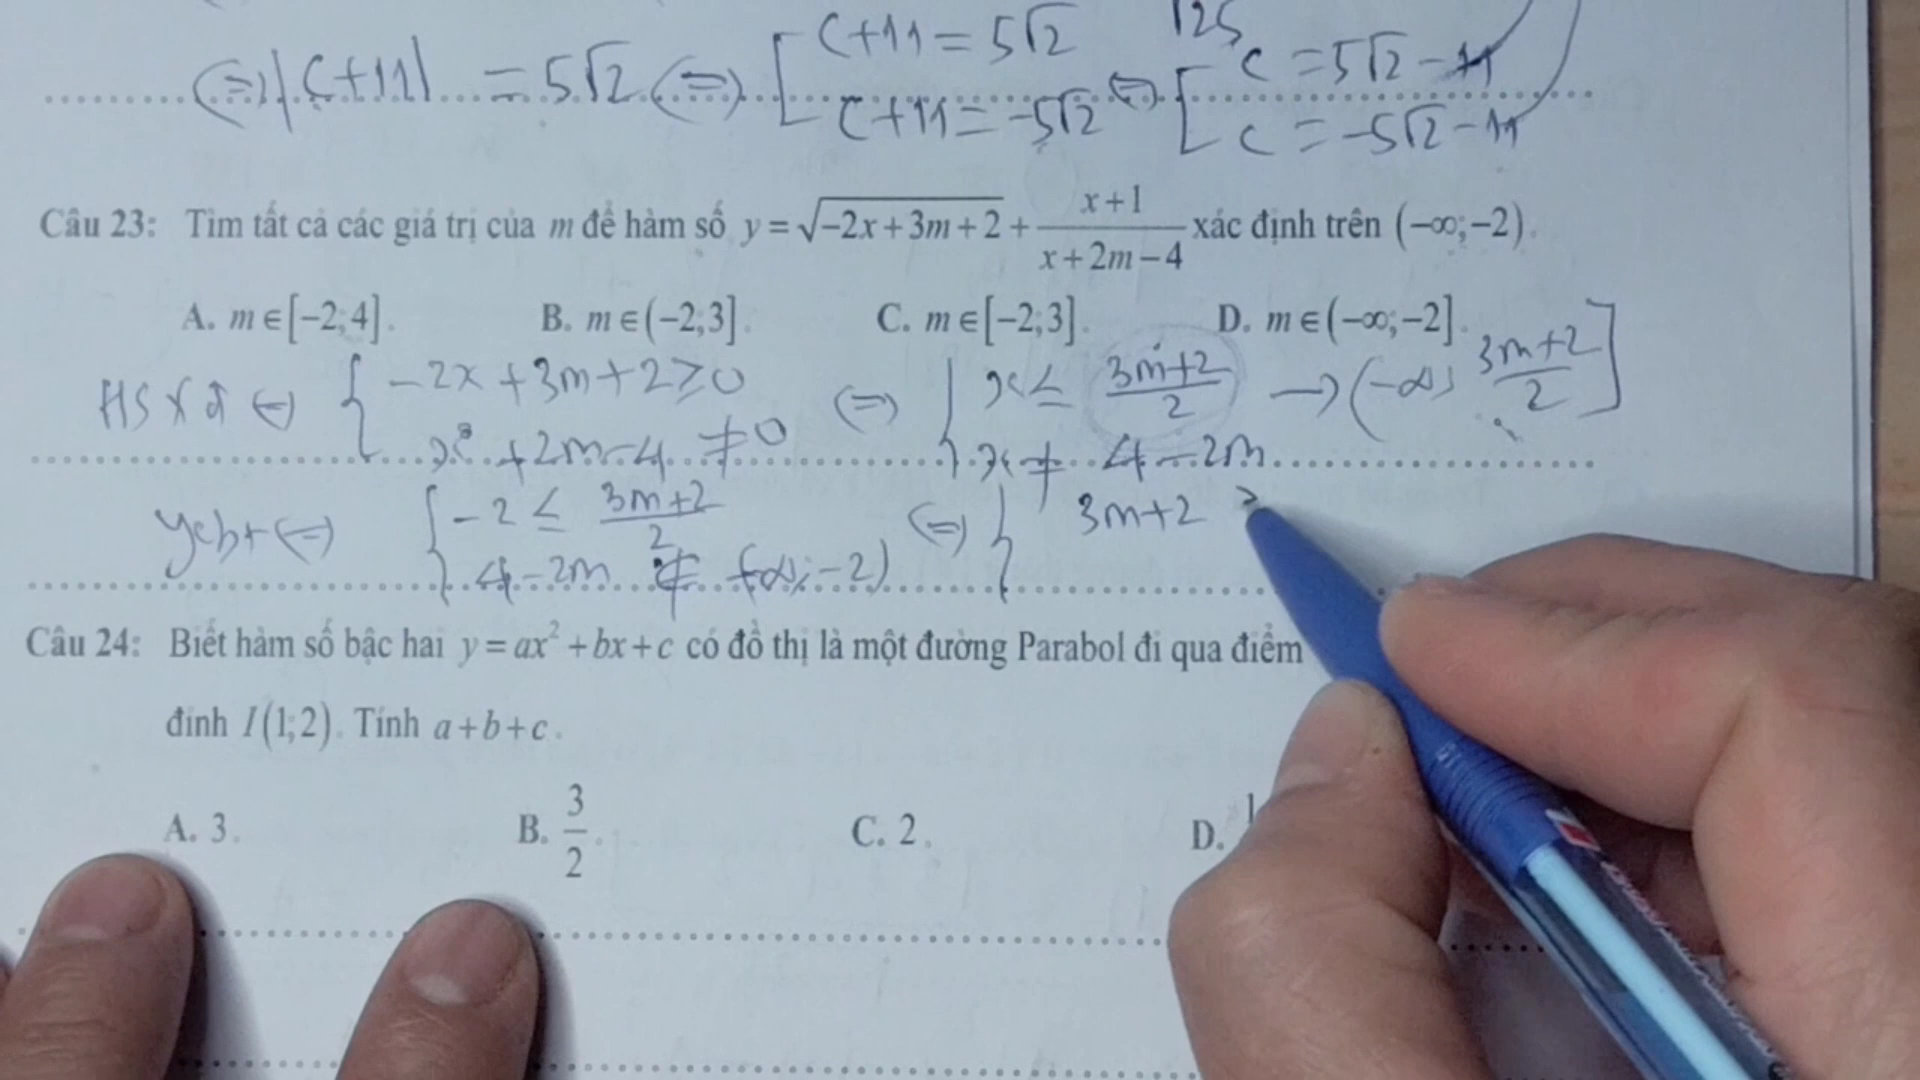 125
⇔ |c+11| = 5√2 ⇔ [ c+11 = 5√2 ⇔ [ c = 5√2 - 11
c+11 = -5√2 c = -5√2 - 11
Câu 23: Tìm tất cả các giá trị của m để hàm số y = √(-2x+3m+2) + (x+1)/(x+2m-4) xác định trên (-∞;-2).
A. m∈[-2;4]. B. m∈(-2;3]. C. m∈[-2;3]. D. m∈(-∞;-2].
HS xđ ⇔ { -2x+3m+2 ≥ 0 ⇔ { x ≤ (3m+2)/2 → (-∞; (3m+2)/2]
x+2m-4 ≠ 0 x ≠ 4-2m
ycbt ⇔ { -2 ≤ (3m+2)/2 ⇔ { 3m+2 ≥
4-2m ∉ (-∞;-2)
Câu 24: Biết hàm số bậc hai y = ax² + bx + c có đồ thị là một đường Parabol đi qua điểm
đỉnh I(1;2). Tính a+b+c.
A. 3. B. 3/2. C. 2. D.